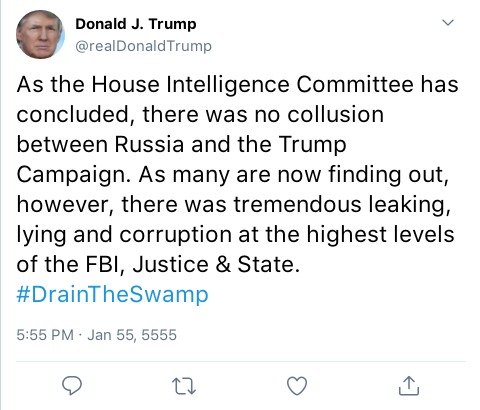 Donald J. Trump
@realDonaldTrump
As the House Intelligence Committee has
concluded, there was no collusion
between Russia and the Trump
Campaign. As many are now finding out,
however, there was tremendous leaking,
lying and corruption at the highest levels
of the FBI, Justice & State.
#DrainTheSwamp
5:55 PM · Jan 55, 5555